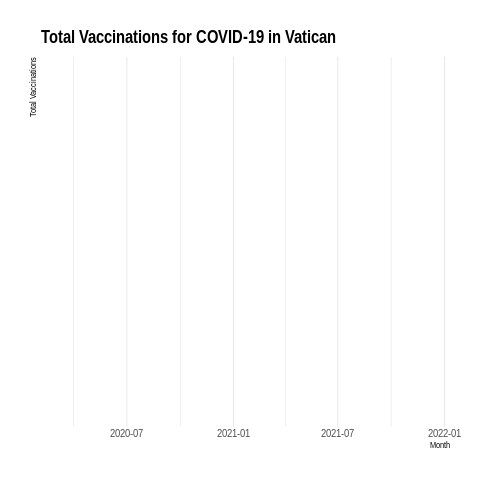 Total Vaccinations for COVID-19 in Vatican
Total Vaccinations
2020-07 2021-01 2021-07 2022-01
Month